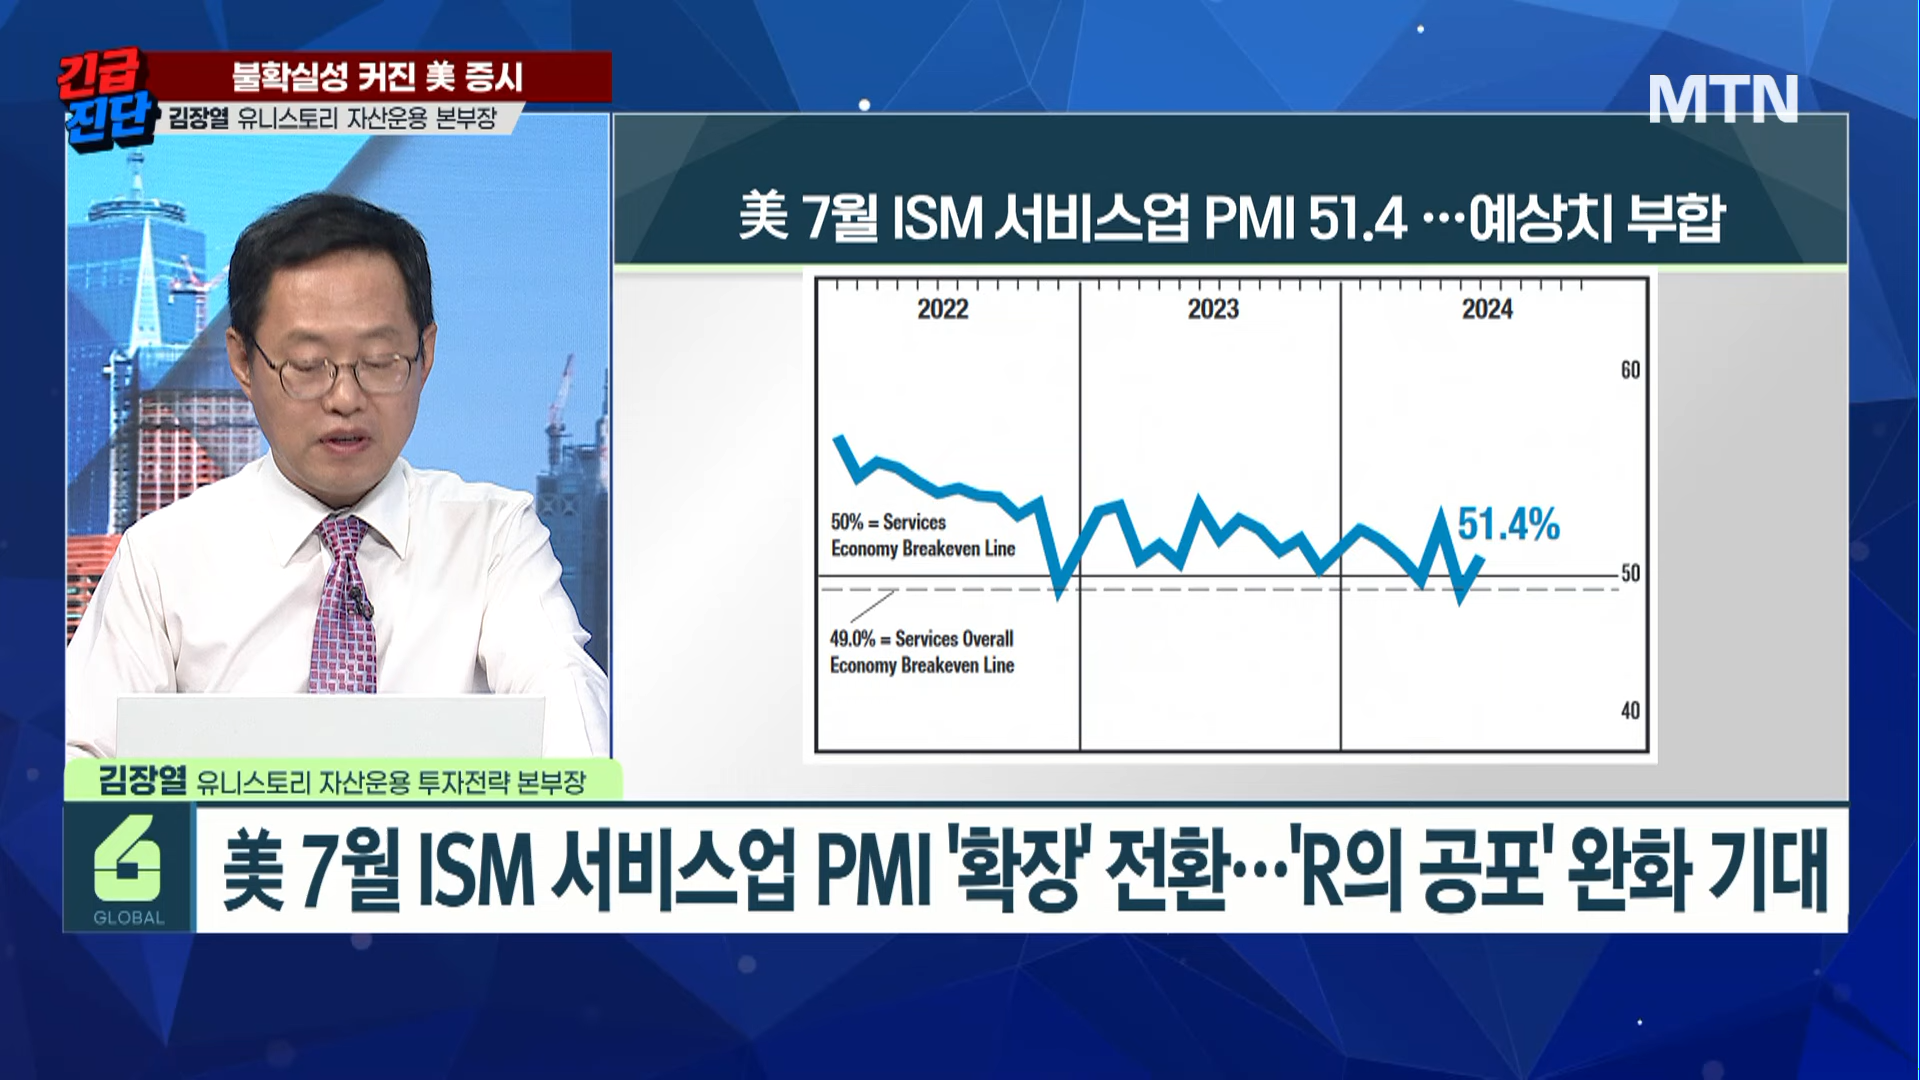 긴급
진단
불확실성 커진 美 증시
김장열 유니스토리 자산운용 본부장
MTN
美 7월 ISM 서비스업 PMI 51.4 …예상치 부합
2022
2023
2024
60
51.4%
50% = Services
Economy Breakeven Line
50
49.0% = Services Overall
Economy Breakeven Line
40
김장열 유니스토리 자산운용 투자전략 본부장
6
GLOBAL
美 7월 ISM 서비스업 PMI '확장' 전환…'R의 공포' 완화 기대